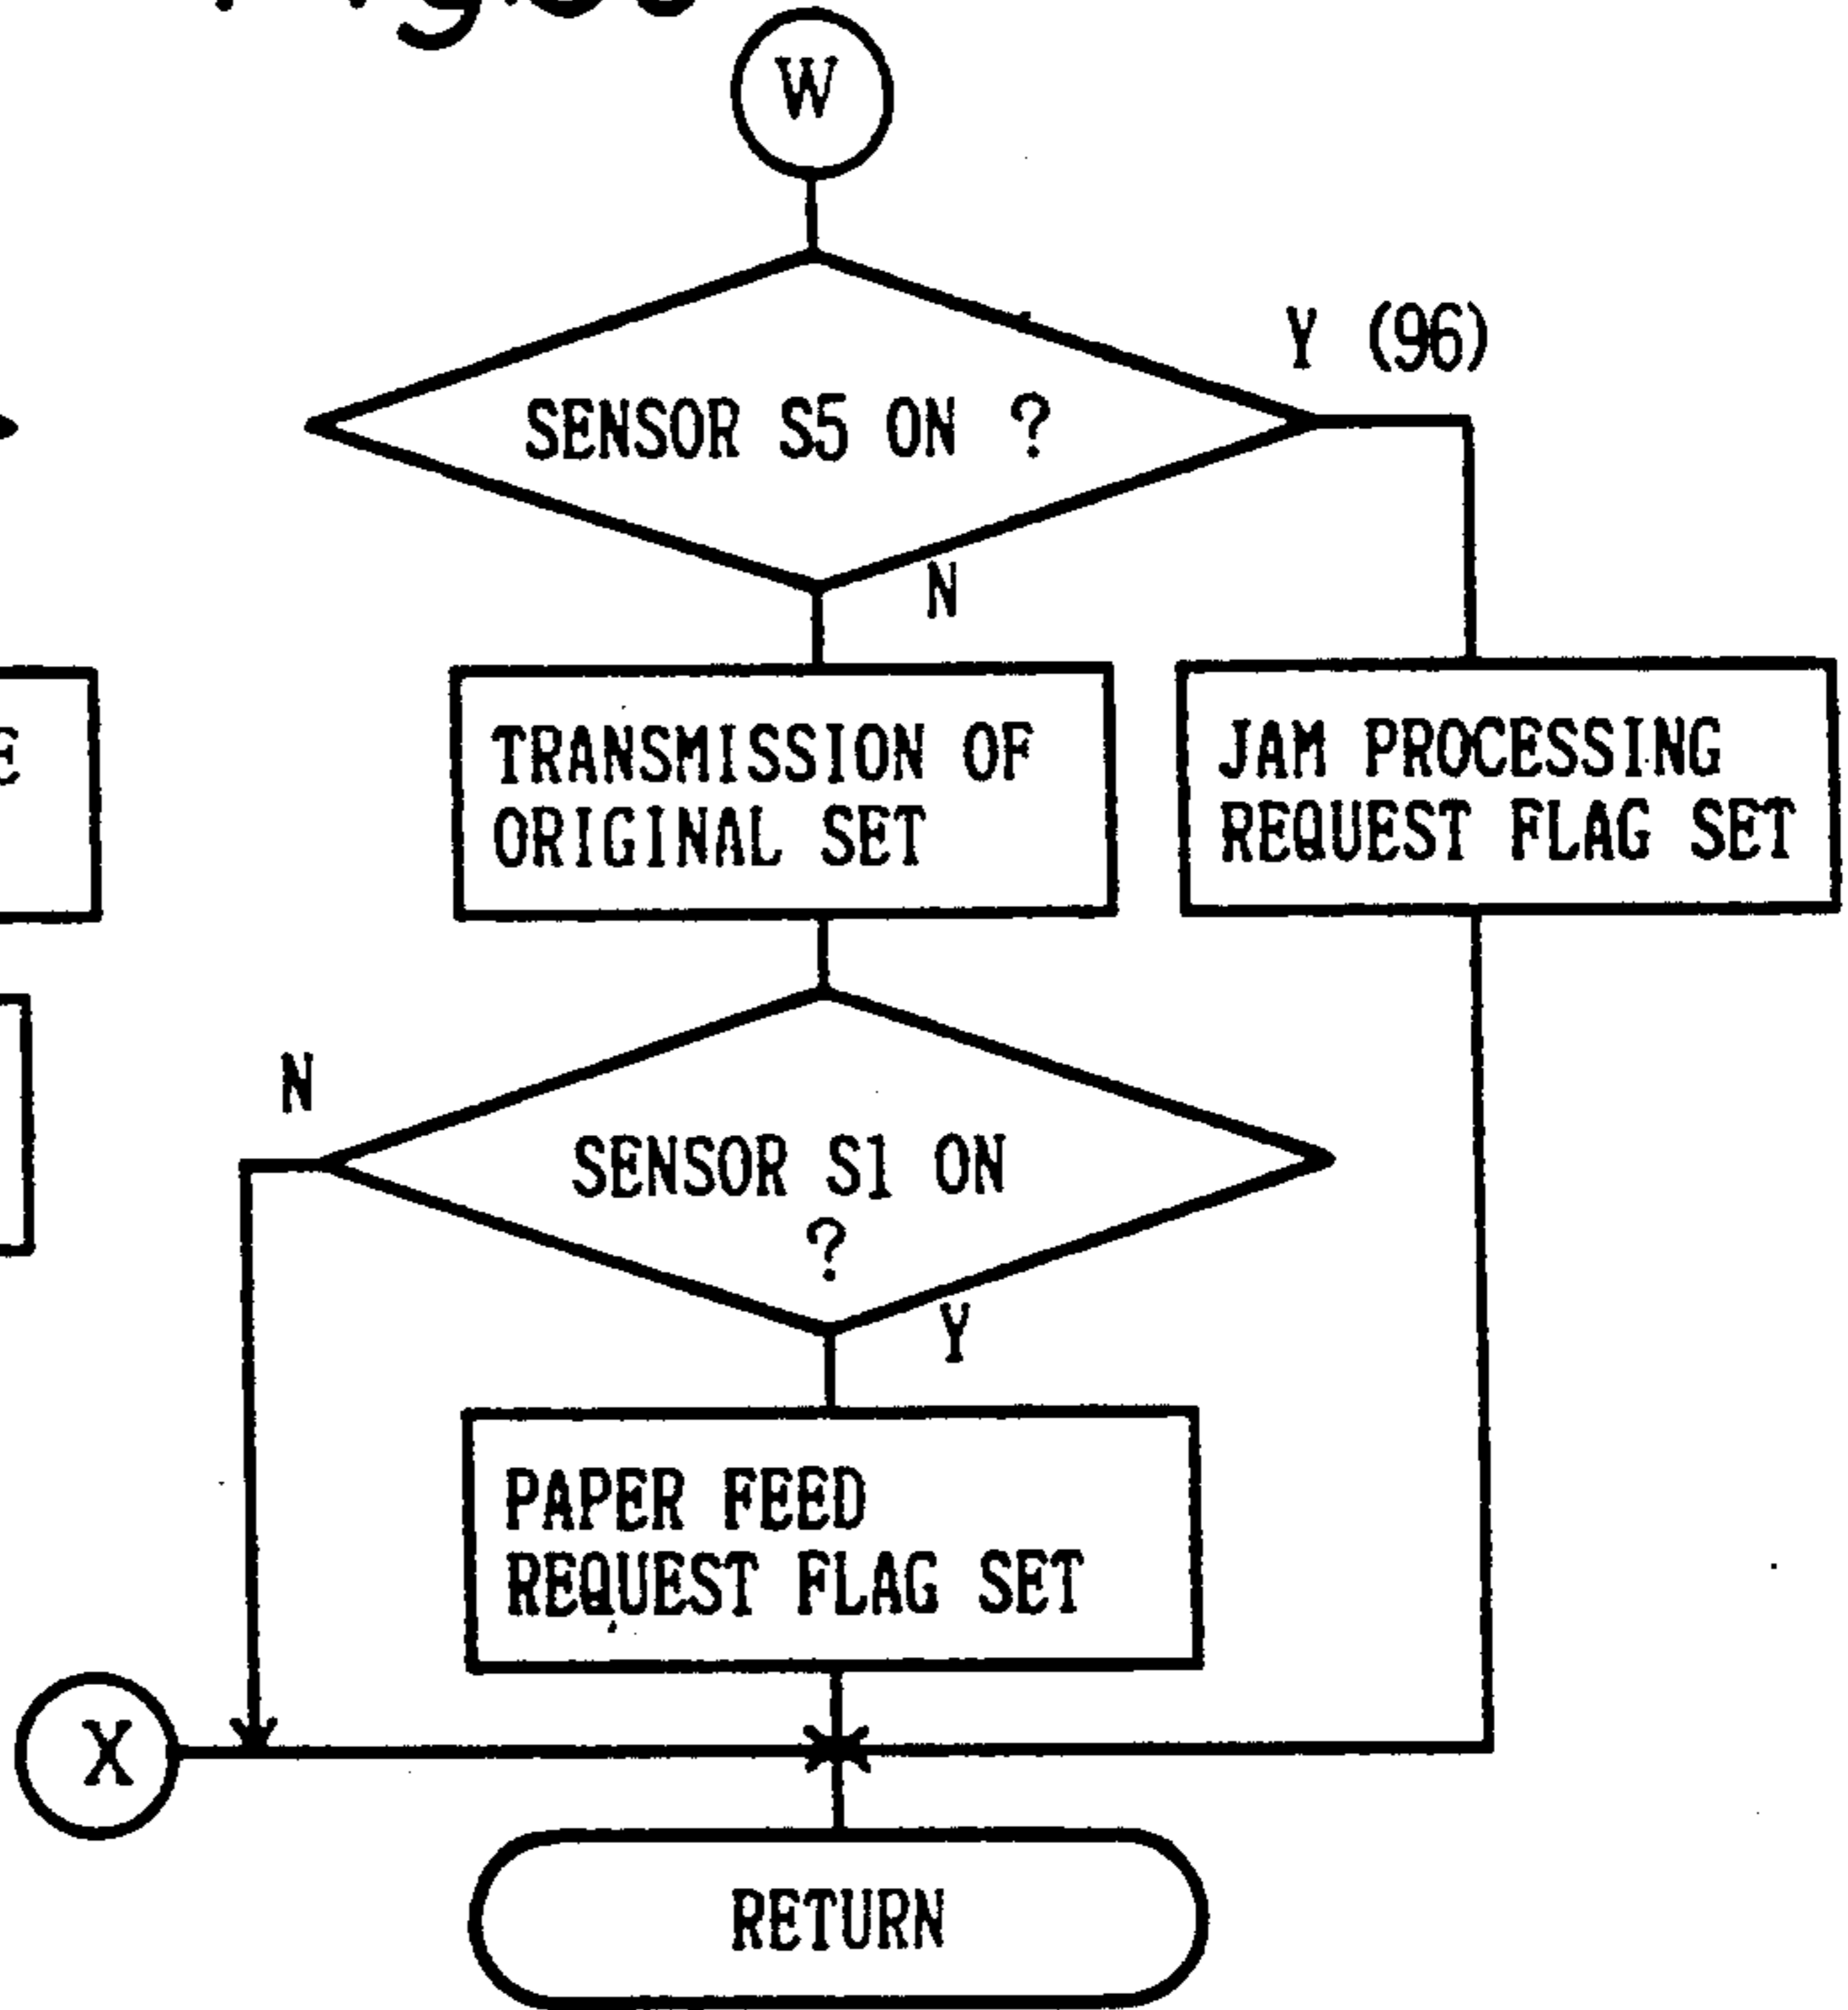 W
Y (96)
SENSOR S5 ON ?
N
TRANSMISSION OF
ORIGINAL SET
JAM PROCESSING
REQUEST FLAG SET
N
SENSOR S1 ON
?
Y
PAPER FEED
REQUEST FLAG SET
X
RETURN